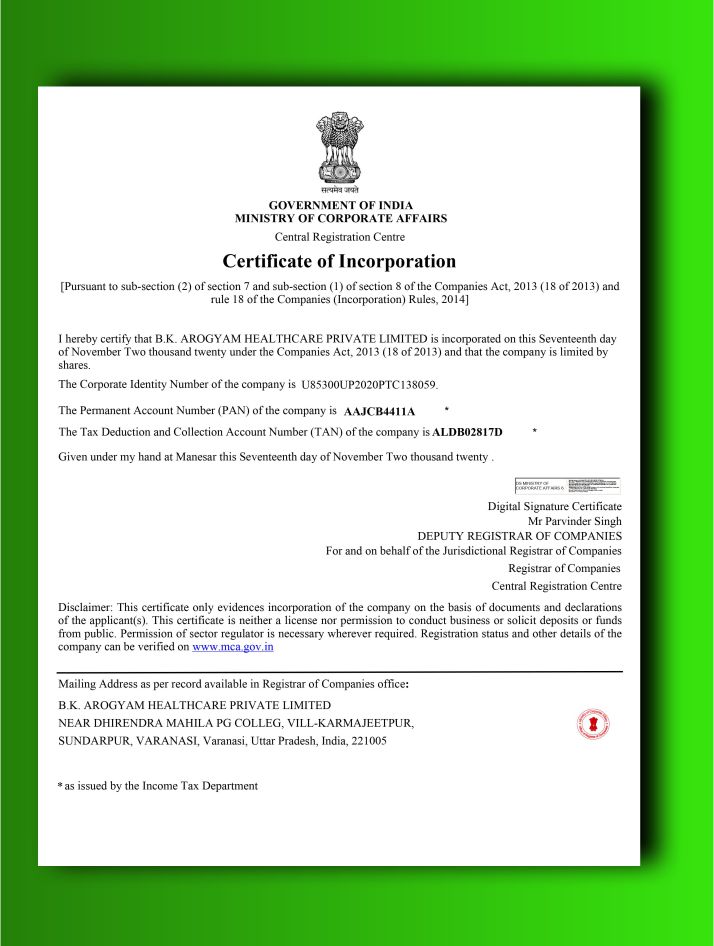 सत्यमेव जयते
GOVERNMENT OF INDIA
MINISTRY OF CORPORATE AFFAIRS
Central Registration Centre
Certificate of Incorporation
[Pursuant to sub-section (2) of section 7 and sub-section (1) of section 8 of the Companies Act, 2013 (18 of 2013) and
rule 18 of the Companies (Incorporation) Rules, 2014]
I hereby certify that B.K. AROGYAM HEALTHCARE PRIVATE LIMITED is incorporated on this Seventeenth day
of November Two thousand twenty under the Companies Act, 2013 (18 of 2013) and that the company is limited by
shares.
The Corporate Identity Number of the company is U85300UP2020PTC138059.
The Permanent Account Number (PAN) of the company is AAJCB4411A *
The Tax Deduction and Collection Account Number (TAN) of the company is ALDB02817D *
Given under my hand at Manesar this Seventeenth day of November Two thousand twenty .
DS MINISTRY OF
CORPORATE AFFAIRS 6
Digital Signature Certificate
Mr Parvinder Singh
DEPUTY REGISTRAR OF COMPANIES
For and on behalf of the Jurisdictional Registrar of Companies
Registrar of Companies
Central Registration Centre
Disclaimer: This certificate only evidences incorporation of the company on the basis of documents and declarations
of the applicant(s). This certificate is neither a license nor permission to conduct business or solicit deposits or funds
from public. Permission of sector regulator is necessary wherever required. Registration status and other details of the
company can be verified on www.mca.gov.in
Mailing Address as per record available in Registrar of Companies office:
B.K. AROGYAM HEALTHCARE PRIVATE LIMITED
NEAR DHIRENDRA MAHILA PG COLLEG, VILL-KARMAJEETPUR,
SUNDARPUR, VARANASI, Varanasi, Uttar Pradesh, India, 221005
* as issued by the Income Tax Department